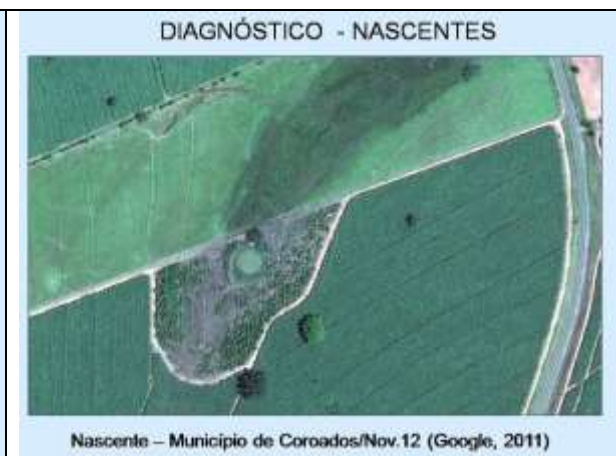 DIAGNÓSTICO - NASCENTES
Nascente – Município de Coroados/Nov.12 (Google, 2011)